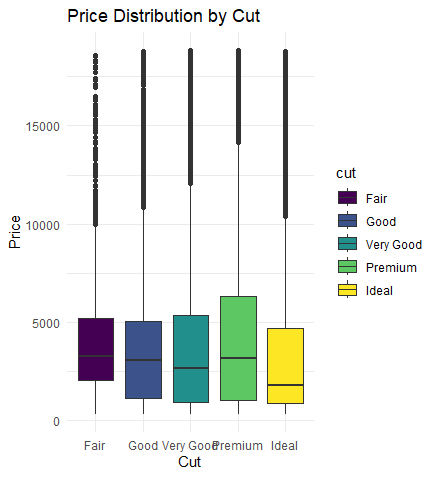 Price Distribution by Cut
15000
10000
5000
0
Price
Fair Good Very Good Premium Ideal
Cut
cut
Fair
Good
Very Good
Premium
Ideal